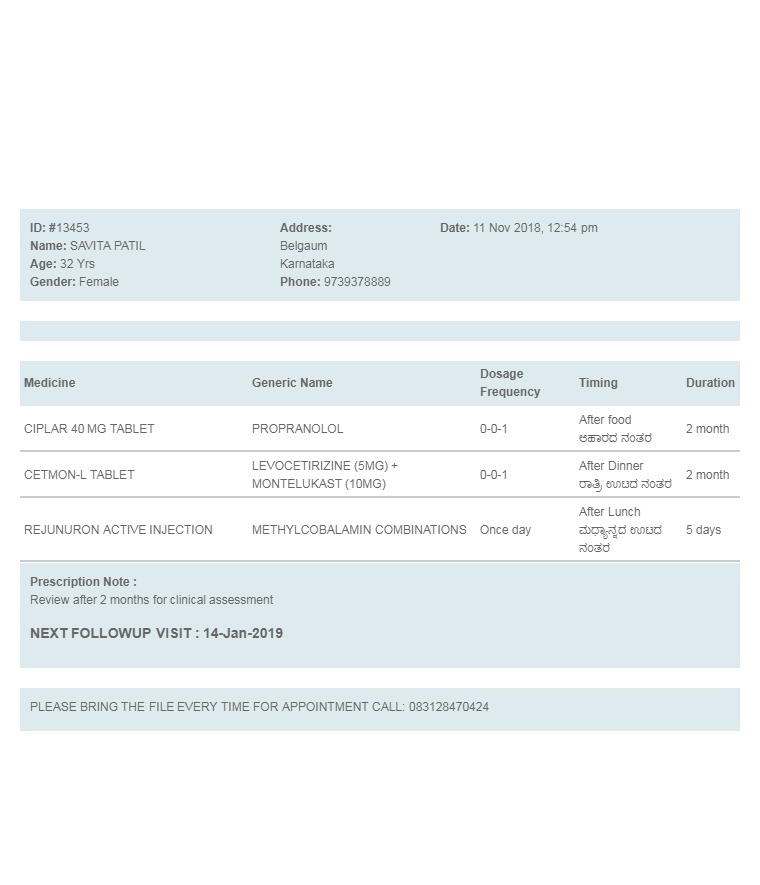 ID: #13453
Name: SAVITA PATIL
Age: 32 Yrs
Gender: Female
Address:
Belgaum
Karnataka
Phone: 9739378889
Date: 11 Nov 2018, 12:54 pm
Medicine Generic Name Dosage Frequency Timing Duration
CIPLAR 40 MG TABLET PROPRANOLOL 0-0-1 After food 2 month
ಆಹಾರದ ನಂತರ
CETMON-L TABLET LEVOCETIRIZINE (5MG) + 0-0-1 After Dinner 2 month
MONTELUKAST (10MG) ರಾತ್ರಿ ಊಟದ ನಂತರ
REJUNURON ACTIVE INJECTION METHYLCOBALAMIN COMBINATIONS Once day After Lunch 5 days
ಮಧ್ಯಾನ್ನದ ಊಟದ
ನಂತರ
Prescription Note :
Review after 2 months for clinical assessment
NEXT FOLLOWUP VISIT : 14-Jan-2019
PLEASE BRING THE FILE EVERY TIME FOR APPOINTMENT CALL: 083128470424